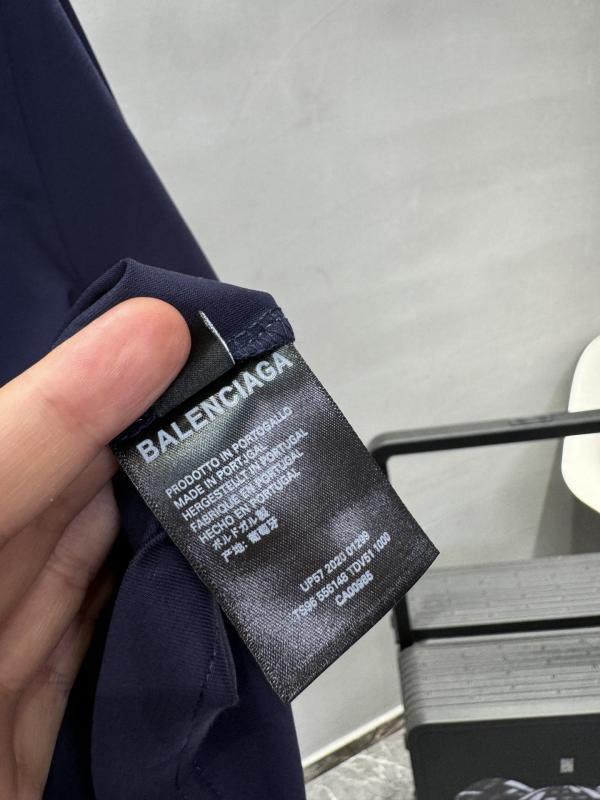 BALENCIAGA
PRODOTTO IN PORTOGALLO
MADE IN PORTUGAL
HERGESTELLT IN PORTUGAL
FABRIQUE EN PORTUGAL
HECHO EN PORTUGAL
ポルトガル製
产地: 葡萄牙
UP57 2020 01266
TS96 556148 TDV51 1000
CA00965